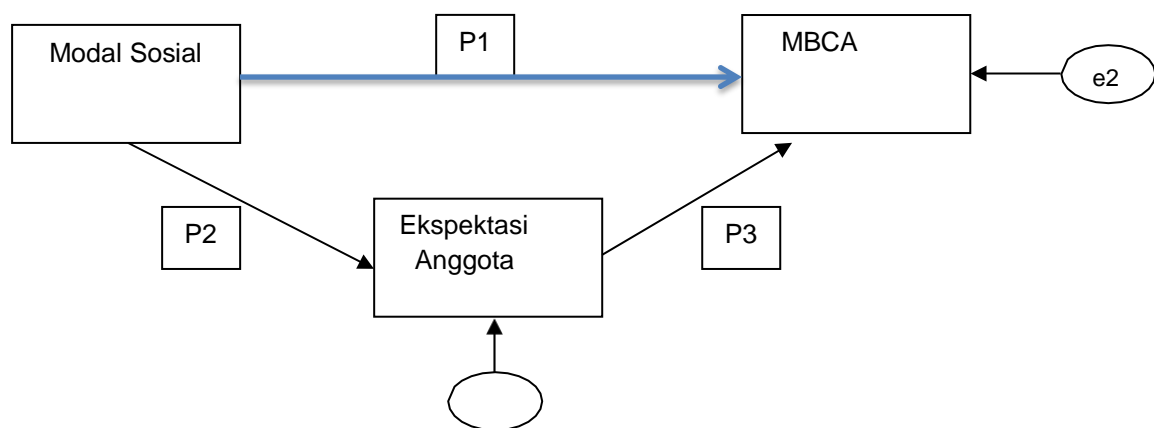 Modal Sosial
P1
MBCA
e2
P2
Ekspektasi
Anggota
P3